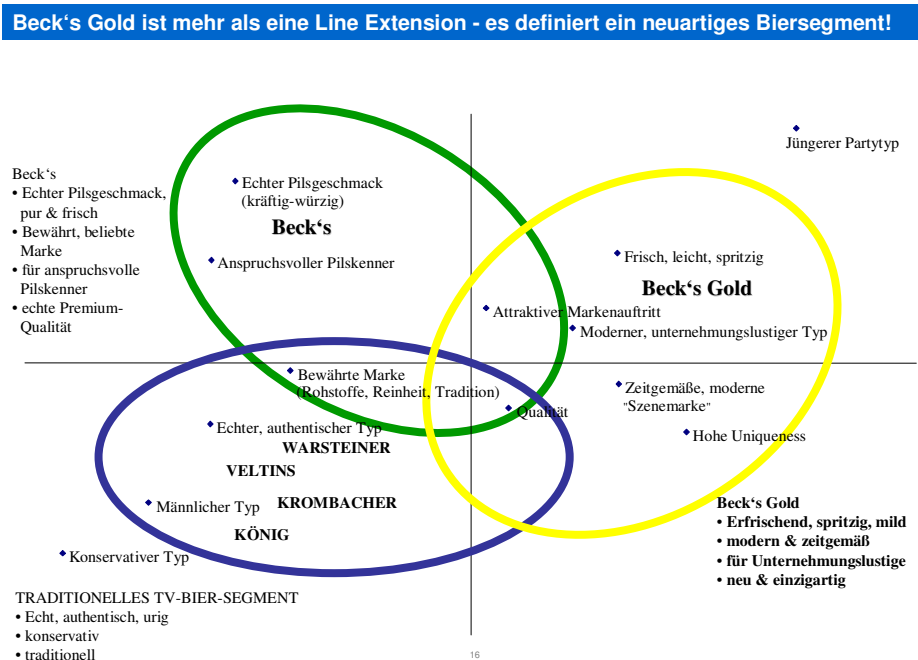 Beck‘s Gold ist mehr als eine Line Extension - es definiert ein neuartiges Biersegment!
Jüngerer Partytyp
Beck‘s
• Echter Pilsgeschmack,
pur & frisch
• Bewährt, beliebte
Marke
• für anspruchsvolle
Pilskenner
• echte Premium-
Qualität
Echter Pilsgeschmack
(kräftig-würzig)
Beck‘s
Anspruchsvoller Pilskenner
Frisch, leicht, spritzig
Beck‘s Gold
Attraktiver Markenauftritt
Moderner, unternehmungslustiger Typ
Bewährte Marke
(Rohstoffe, Reinheit, Tradition)
Zeitgemäße, moderne
"Szenemarke"
Qualität
Hohe Uniqueness
Echter, authentischer Typ
WARSTEINER
VELTINS
KROMBACHER
Männlicher Typ
KÖNIG
Konservativer Typ
Beck‘s Gold
• Erfrischend, spritzig, mild
• modern & zeitgemäß
• für Unternehmungslustige
• neu & einzigartig
TRADITIONELLES TV-BIER-SEGMENT
• Echt, authentisch, urig
• konservativ
• traditionell
16